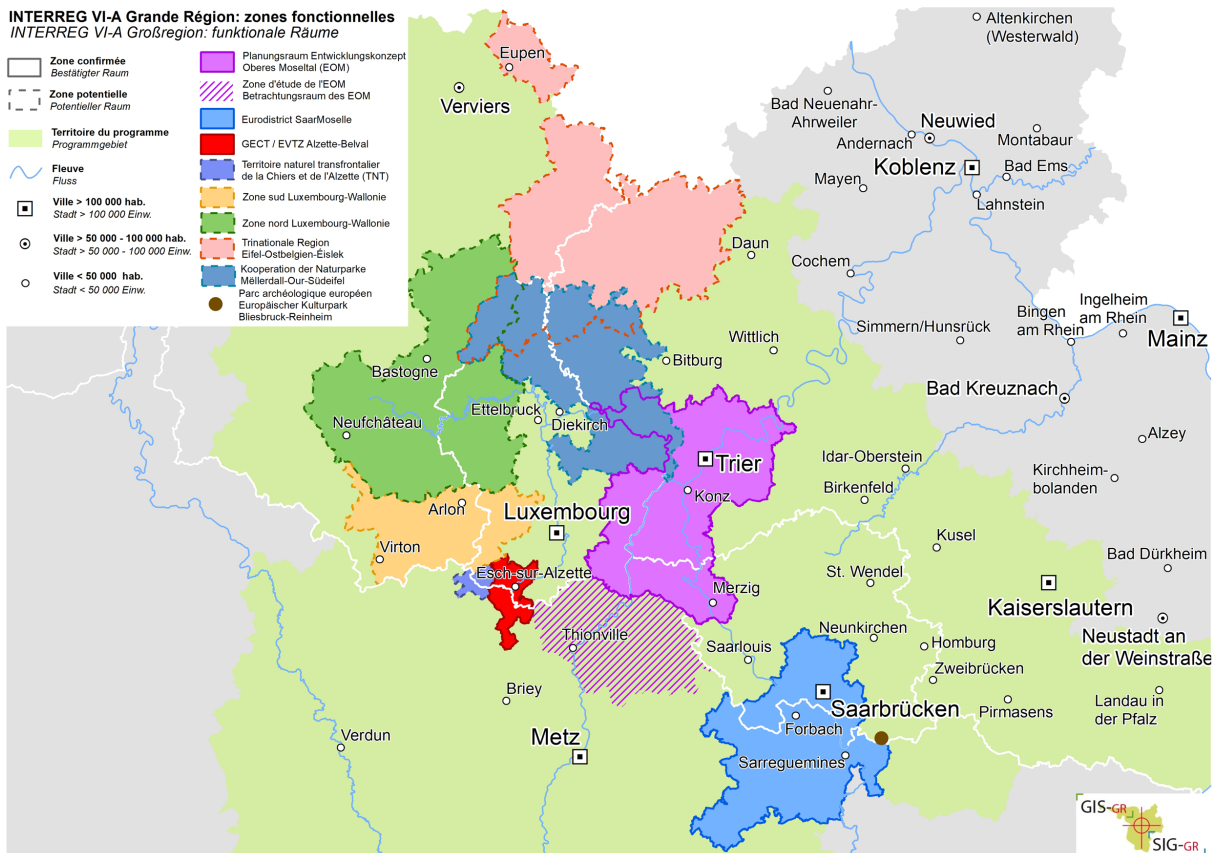 INTERREG VI-A Grande Région: zones fonctionnelles
INTERREG VI-A Großregion: funktionale Räume
Zone confirmée
Bestätigter Raum
Zone potentielle
Potentieller Raum
Territoire du programme
Programmgebiet
Fleuve
Fluss
Ville > 100 000 hab.
Stadt > 100 000 Einw.
Ville > 50 000 - 100 000 hab.
Stadt > 50 000 - 100 000 Einw.
Ville < 50 000 hab.
Stadt < 50 000 Einw.
Planungsraum Entwicklungskonzept
Oberes Moseltal (EOM)
Zone d'étude de l'EOM
Betrachtungsraum des EOM
Eurodistrict SaarMoselle
GECT / EVTZ Alzette-Belval
Territoire naturel transfrontalier
de la Chiers et de l'Alzette (TNT)
Zone sud Luxembourg-Wallonie
Zone nord Luxembourg-Wallonie
Trinationale Region
Eifel-Ostbelgien-Éislek
Kooperation der Naturparke
Mëllerdall-Our-Südeifel
Parc archéologique européen
Europäischer Kulturpark
Bliesbruck-Reinheim
Eupen
Verviers
Altenkirchen
(Westerwald)
Bad Neuenahr-
Ahrweiler
Neuwied
Andernach
Montabaur
Koblenz
Bad Ems
Mayen
Lahnstein
Daun
Cochem
Ingelheim
am Rhein
Bingen
am Rhein
Simmern/Hunsrück
Mainz
Wittlich
Bitburg
Bastogne
Bad Kreuznach
Ettelbruck
Diekirch
Neufchâteau
Alzey
Trier
Idar-Oberstein
Kirchheim-
bolanden
Birkenfeld
Konz
Arlon
Luxembourg
Virton
Kusel
Bad Dürkheim
Esch-sur-Alzette
St. Wendel
Merzig
Kaiserslautern
Thionville
Neunkirchen
Homburg
Neustadt an
der Weinstraße
Saarlouis
Zweibrücken
Briey
Saarbrücken
Pirmasens
Landau in
der Pfalz
Forbach
Verdun
Metz
Sarreguemines
GIS-GR
SIG-GR